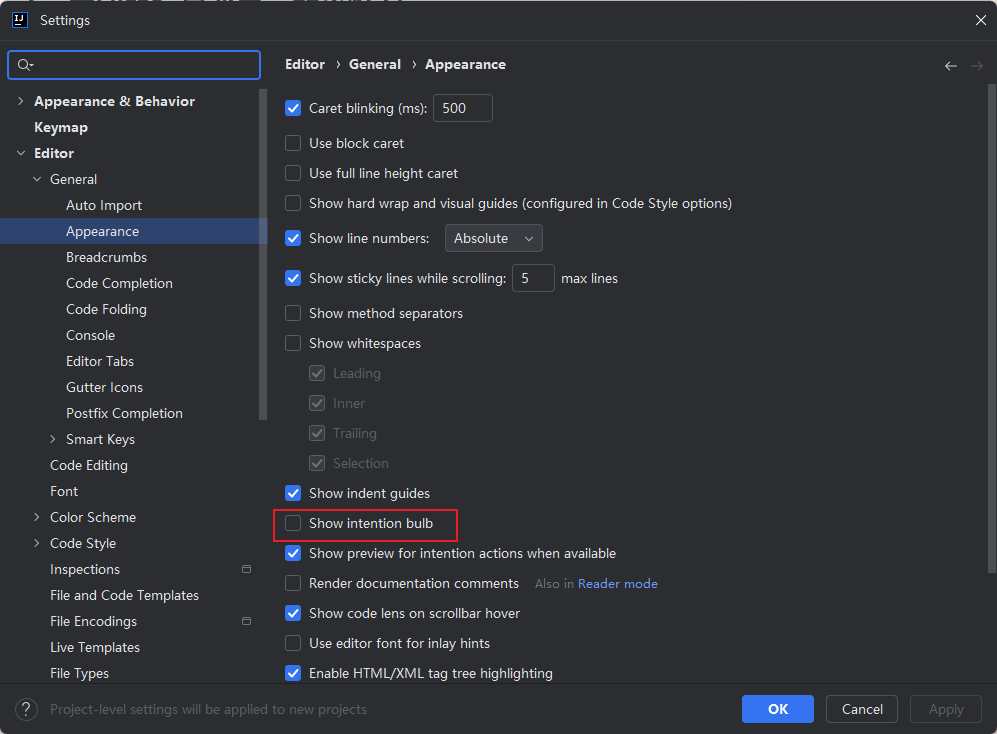 IJ
Settings
Appearance & Behavior
Keymap
Editor
General
Auto Import
Appearance
Breadcrumbs
Code Completion
Code Folding
Console
Editor Tabs
Gutter Icons
Postfix Completion
Smart Keys
Code Editing
Font
Color Scheme
Code Style
Inspections
File and Code Templates
File Encodings
Live Templates
File Types
Editor › General › Appearance
Caret blinking (ms): 500
Use block caret
Use full line height caret
Show hard wrap and visual guides (configured in Code Style options)
Show line numbers: Absolute
Show sticky lines while scrolling: 5 max lines
Show method separators
Show whitespaces
Leading
Inner
Trailing
Selection
Show indent guides
Show intention bulb
Show preview for intention actions when available
Render documentation comments Also in Reader mode
Show code lens on scrollbar hover
Use editor font for inlay hints
Enable HTML/XML tag tree highlighting
? Project-level settings will be applied to new projects
OK Cancel Apply